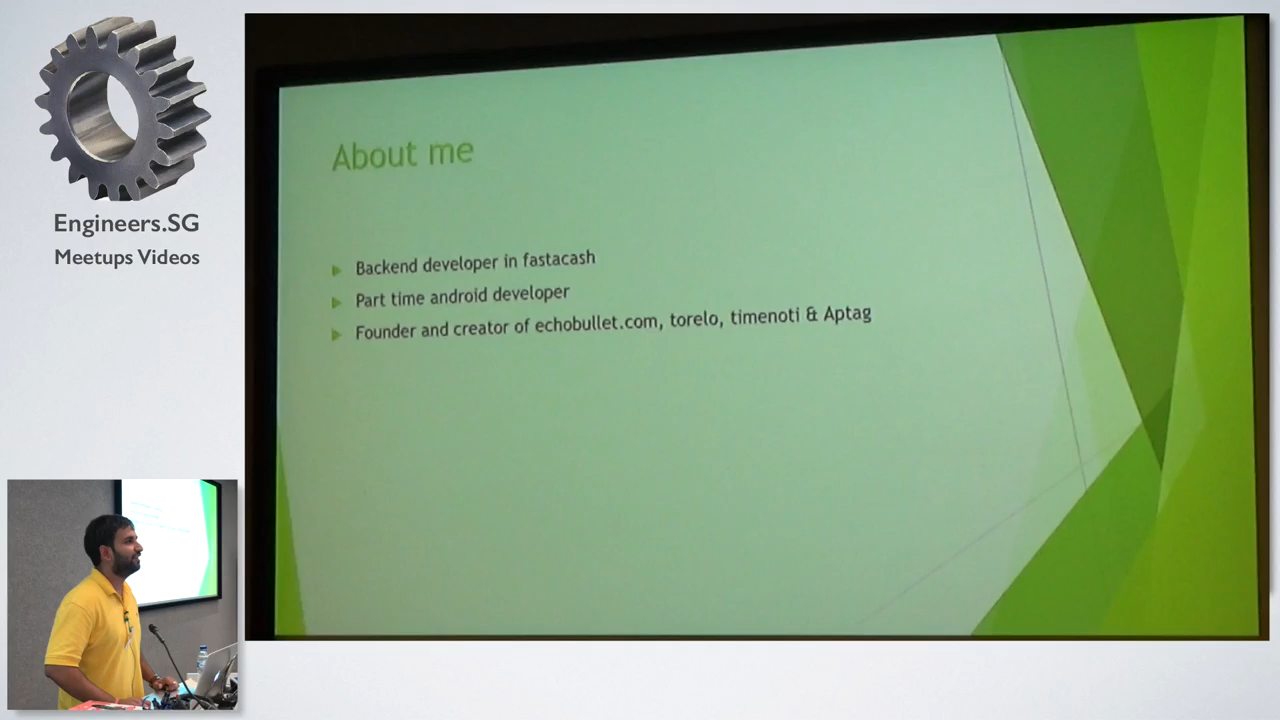 Engineers.SG
Meetups Videos
About me
Backend developer in fastacash
Part time android developer
Founder and creator of echobullet.com, torelo, timenoti & Aptag